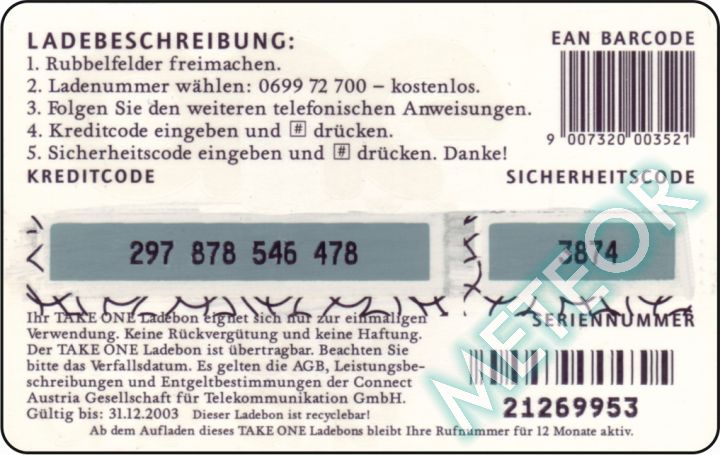 LADEBESCHREIBUNG:
1. Rubbelfelder freimachen.
2. Ladenummer wählen: 0699 72 700 – kostenlos.
3. Folgen Sie den weiteren telefonischen Anweisungen.
4. Kreditcode eingeben und # drücken.
5. Sicherheitscode eingeben und # drücken. Danke!
EAN BARCODE
9 007320 003521
KREDITCODE
SICHERHEITSCODE
297 878 546 478
3874
METEOR
Ihr TAKE ONE Ladebon eignet sich nur zur einmaligen
Verwendung. Keine Rückvergütung und keine Haftung.
Der TAKE ONE Ladebon ist übertragbar. Beachten Sie
bitte das Verfallsdatum. Es gelten die AGB, Leistungsbe-
schreibungen und Entgeltbestimmungen der Connect
Austria Gesellschaft für Telekommunikation GmbH.
Gültig bis: 31.12.2003 Dieser Ladebon ist recyclebar!
SERIENNUMMER
21269953
Ab dem Aufladen dieses TAKE ONE Ladebons bleibt Ihre Rufnummer für 12 Monate aktiv.